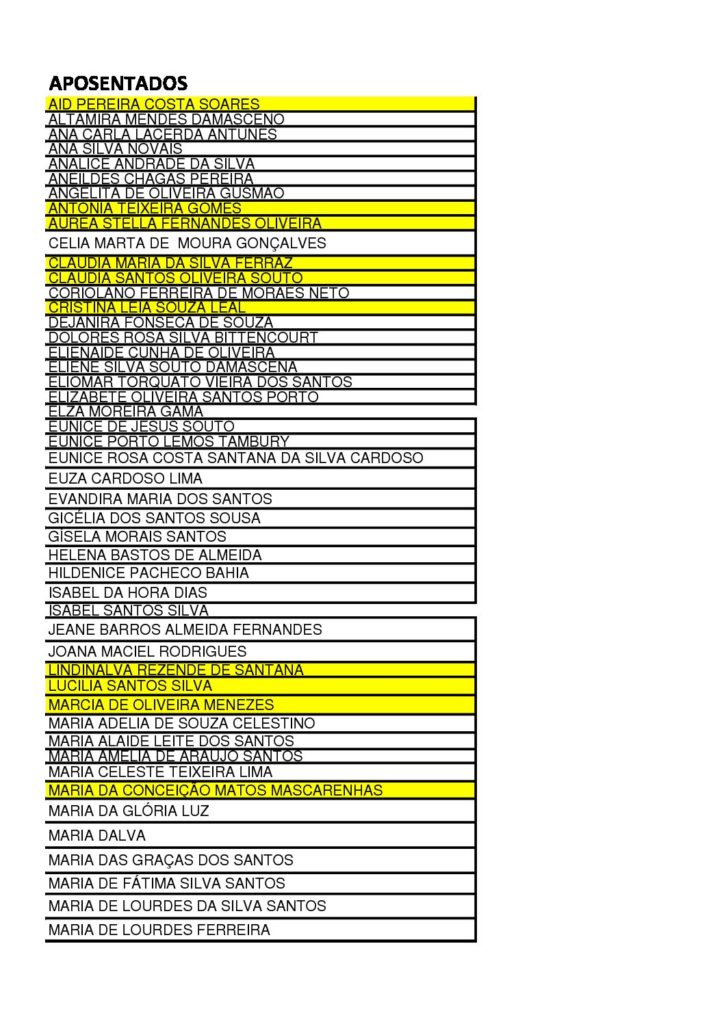 APOSENTADOS
AID PEREIRA COSTA SOARES
ALTAMIRA MENDES DAMASCENO
ANA CARLA LACERDA ANTUNES
ANA SILVA NOVAIS
ANALICE ANDRADE DA SILVA
ANEILDES CHAGAS PEREIRA
ANGELITA DE OLIVEIRA GUSMAO
ANTONIA TEIXEIRA GOMES
AUREA STELLA FERNANDES OLIVEIRA
CELIA MARTA DE MOURA GONÇALVES
CLAUDIA MARIA DA SILVA FERRAZ
CLAUDIA SANTOS OLIVEIRA SOUTO
CORIOLANO FERREIRA DE MORAES NETO
CRISTINA LEIA SOUZA LEAL
DEJANIRA FONSECA DE SOUZA
DOLORES ROSA SILVA BITTENCOURT
ELIENAIDE CUNHA DE OLIVEIRA
ELIENE SILVA SOUTO DAMASCENA
ELIOMAR TORQUATO VIEIRA DOS SANTOS
ELIZABETE OLIVEIRA SANTOS PORTO
ELZA MOREIRA GAMA
EUNICE DE JESUS SOUTO
EUNICE PORTO LEMOS TAMBURY
EUNICE ROSA COSTA SANTANA DA SILVA CARDOSO
EUZA CARDOSO LIMA
EVANDIRA MARIA DOS SANTOS
GICÉLIA DOS SANTOS SOUSA
GISELA MORAIS SANTOS
HELENA BASTOS DE ALMEIDA
HILDENICE PACHECO BAHIA
ISABEL DA HORA DIAS
ISABEL SANTOS SILVA
JEANE BARROS ALMEIDA FERNANDES
JOANA MACIEL RODRIGUES
LINDINALVA REZENDE DE SANTANA
LUCILIA SANTOS SILVA
MARCIA DE OLIVEIRA MENEZES
MARIA ADELIA DE SOUZA CELESTINO
MARIA ALAIDE LEITE DOS SANTOS
MARIA AMELIA DE ARAUJO SANTOS
MARIA CELESTE TEIXEIRA LIMA
MARIA DA CONCEIÇÃO MATOS MASCARENHAS
MARIA DA GLÓRIA LUZ
MARIA DALVA
MARIA DAS GRAÇAS DOS SANTOS
MARIA DE FÁTIMA SILVA SANTOS
MARIA DE LOURDES DA SILVA SANTOS
MARIA DE LOURDES FERREIRA